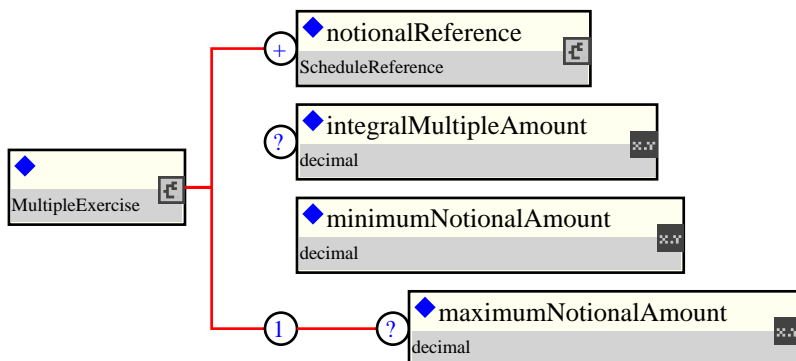 notionalReference
+
ScheduleReference
integralMultipleAmount
?
x.Y
decimal
MultipleExercise
minimumNotionalAmount
x.Y
decimal
maximumNotionalAmount
1
?
x.Y
decimal